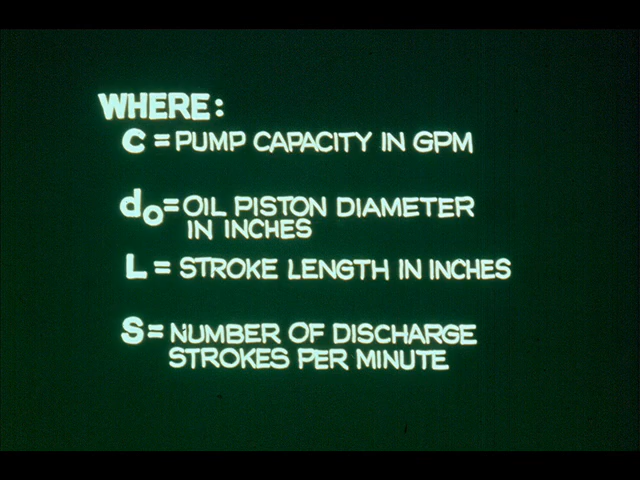 WHERE:
C = PUMP CAPACITY IN GPM
do = OIL PISTON DIAMETER
IN INCHES
L = STROKE LENGTH IN INCHES
S = NUMBER OF DISCHARGE
STROKES PER MINUTE